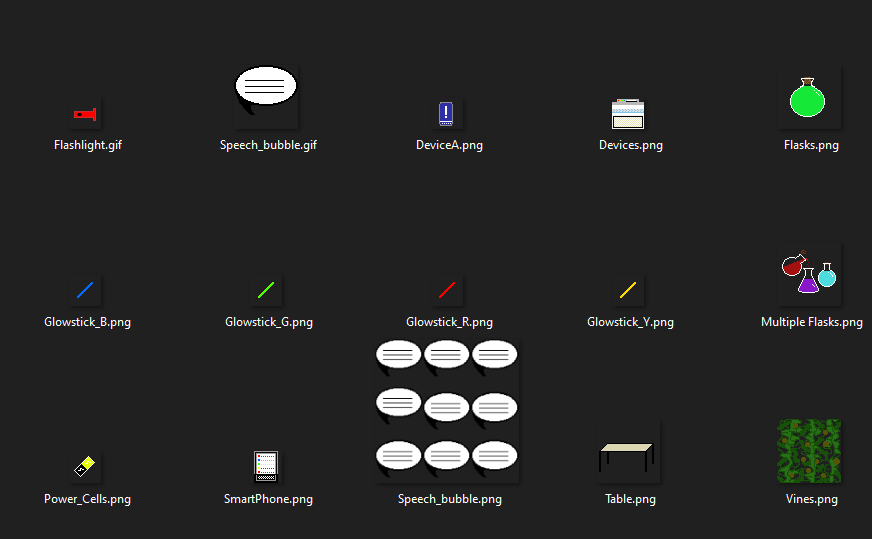 Flashlight.gif
Speech_bubble.gif
DeviceA.png
Devices.png
Flasks.png
Glowstick_B.png
Glowstick_G.png
Glowstick_R.png
Glowstick_Y.png
Multiple Flasks.png
Power_Cells.png
SmartPhone.png
Speech_bubble.png
Table.png
Vines.png